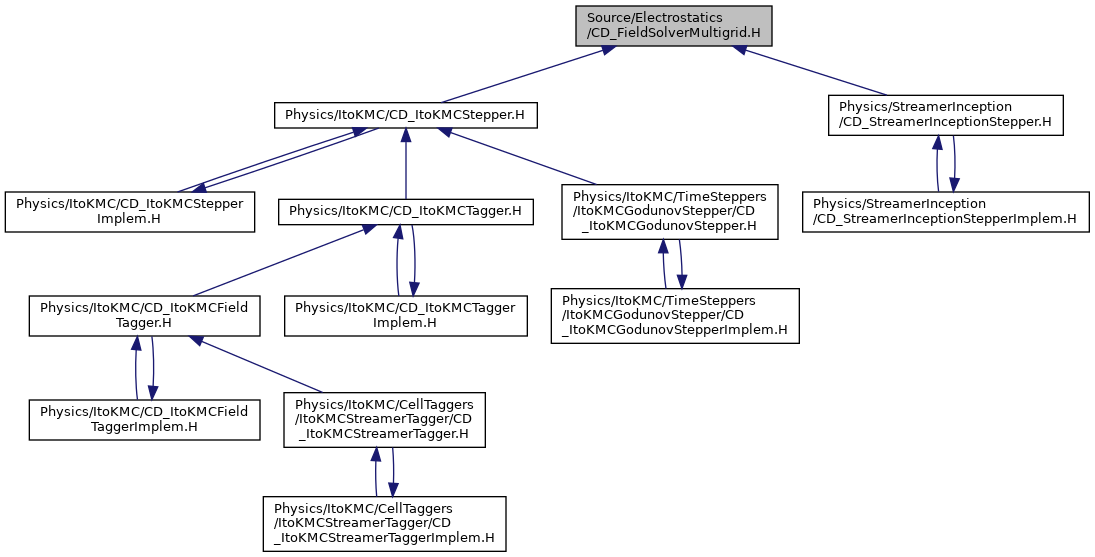 Source/Electrostatics
/CD_FieldSolverMultigrid.H
Physics/ItoKMC/CD_ItoKMCStepper.H
Physics/StreamerInception
/CD_StreamerInceptionStepper.H
Physics/ItoKMC/CD_ItoKMCStepper
Implem.H
Physics/ItoKMC/CD_ItoKMCTagger.H
Physics/ItoKMC/TimeSteppers
/ItoKMCGodunovStepper/CD
_ItoKMCGodunovStepper.H
Physics/StreamerInception
/CD_StreamerInceptionStepperImplem.H
Physics/ItoKMC/CD_ItoKMCField
Tagger.H
Physics/ItoKMC/CD_ItoKMCTagger
Implem.H
Physics/ItoKMC/TimeSteppers
/ItoKMCGodunovStepper/CD
_ItoKMCGodunovStepperImplem.H
Physics/ItoKMC/CD_ItoKMCField
TaggerImplem.H
Physics/ItoKMC/CellTaggers
/ItoKMCStreamerTagger/CD
_ItoKMCStreamerTagger.H
Physics/ItoKMC/CellTaggers
/ItoKMCStreamerTagger/CD
_ItoKMCStreamerTaggerImplem.H